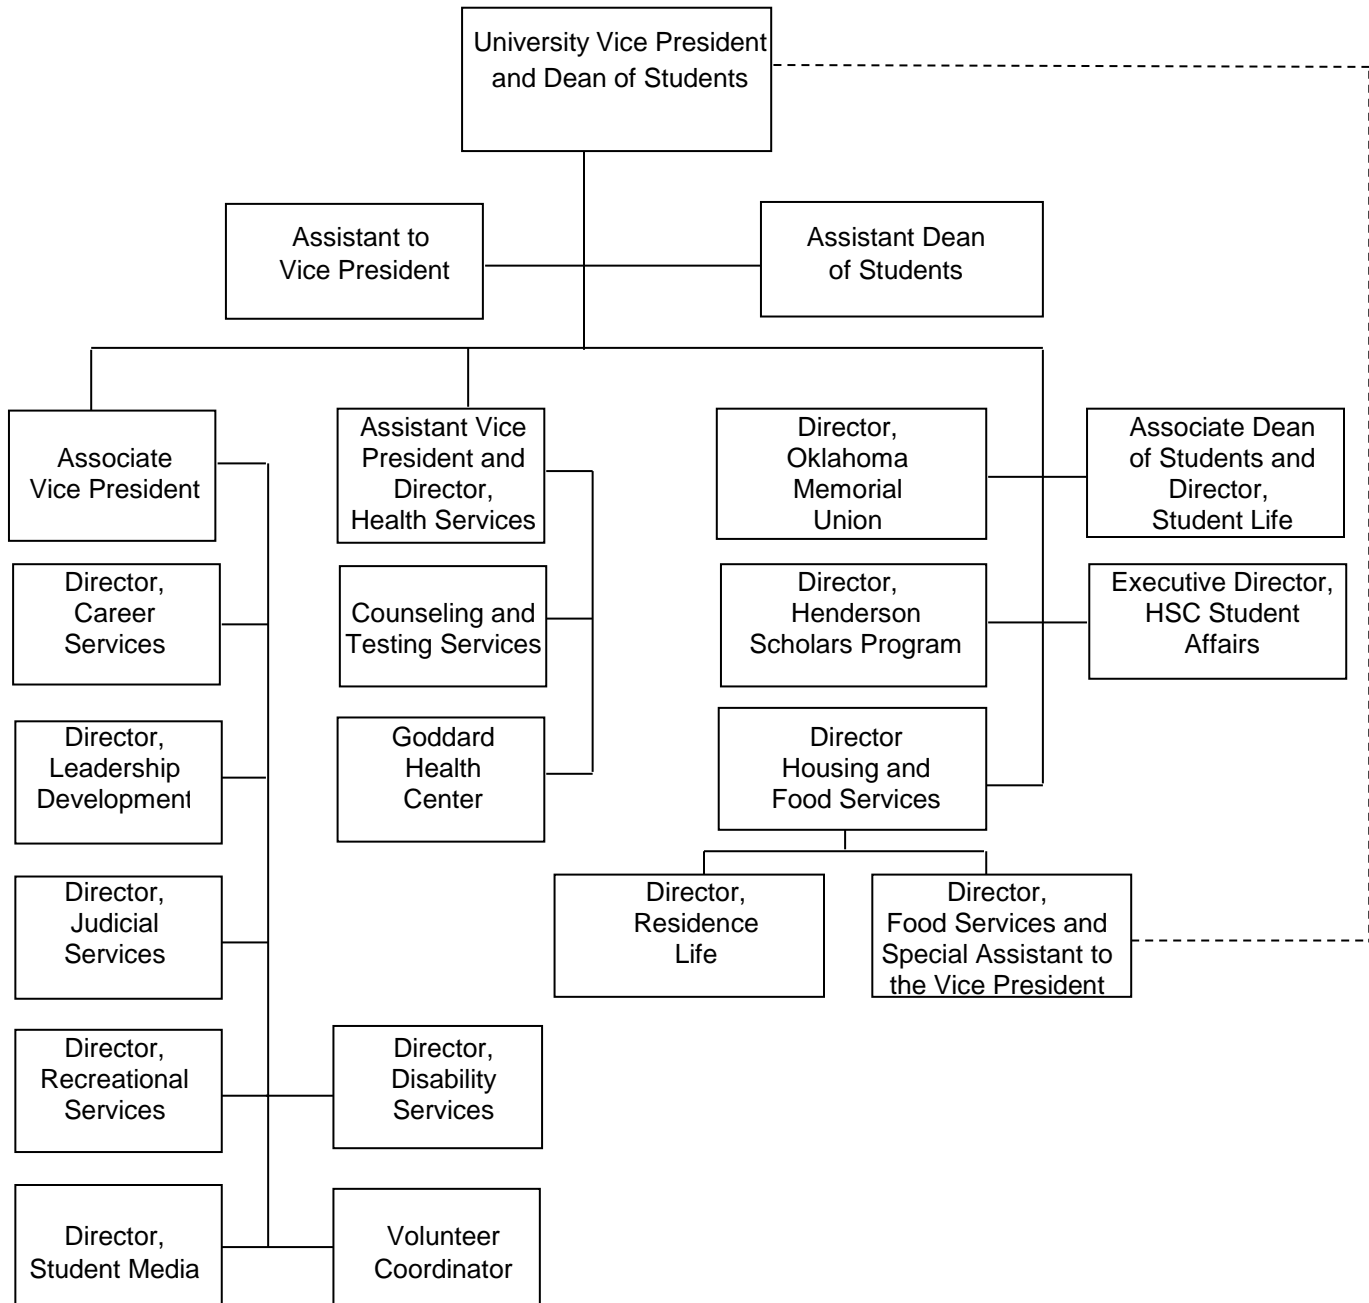 University Vice President
and Dean of Students
Assistant to
Vice President
Assistant Dean
of Students
Associate
Vice President
Assistant Vice
President and
Director,
Health Services
Director,
Oklahoma
Memorial
Union
Associate Dean
of Students and
Director,
Student Life
Director,
Career
Services
Counseling and
Testing Services
Director,
Henderson
Scholars Program
Executive Director,
HSC Student
Affairs
Director,
Leadership
Development
Goddard
Health
Center
Director
Housing and
Food Services
Director,
Judicial
Services
Director,
Residence
Life
Director,
Food Services and
Special Assistant to
the Vice President
Director,
Recreational
Services
Director,
Disability
Services
Director,
Student Media
Volunteer
Coordinator